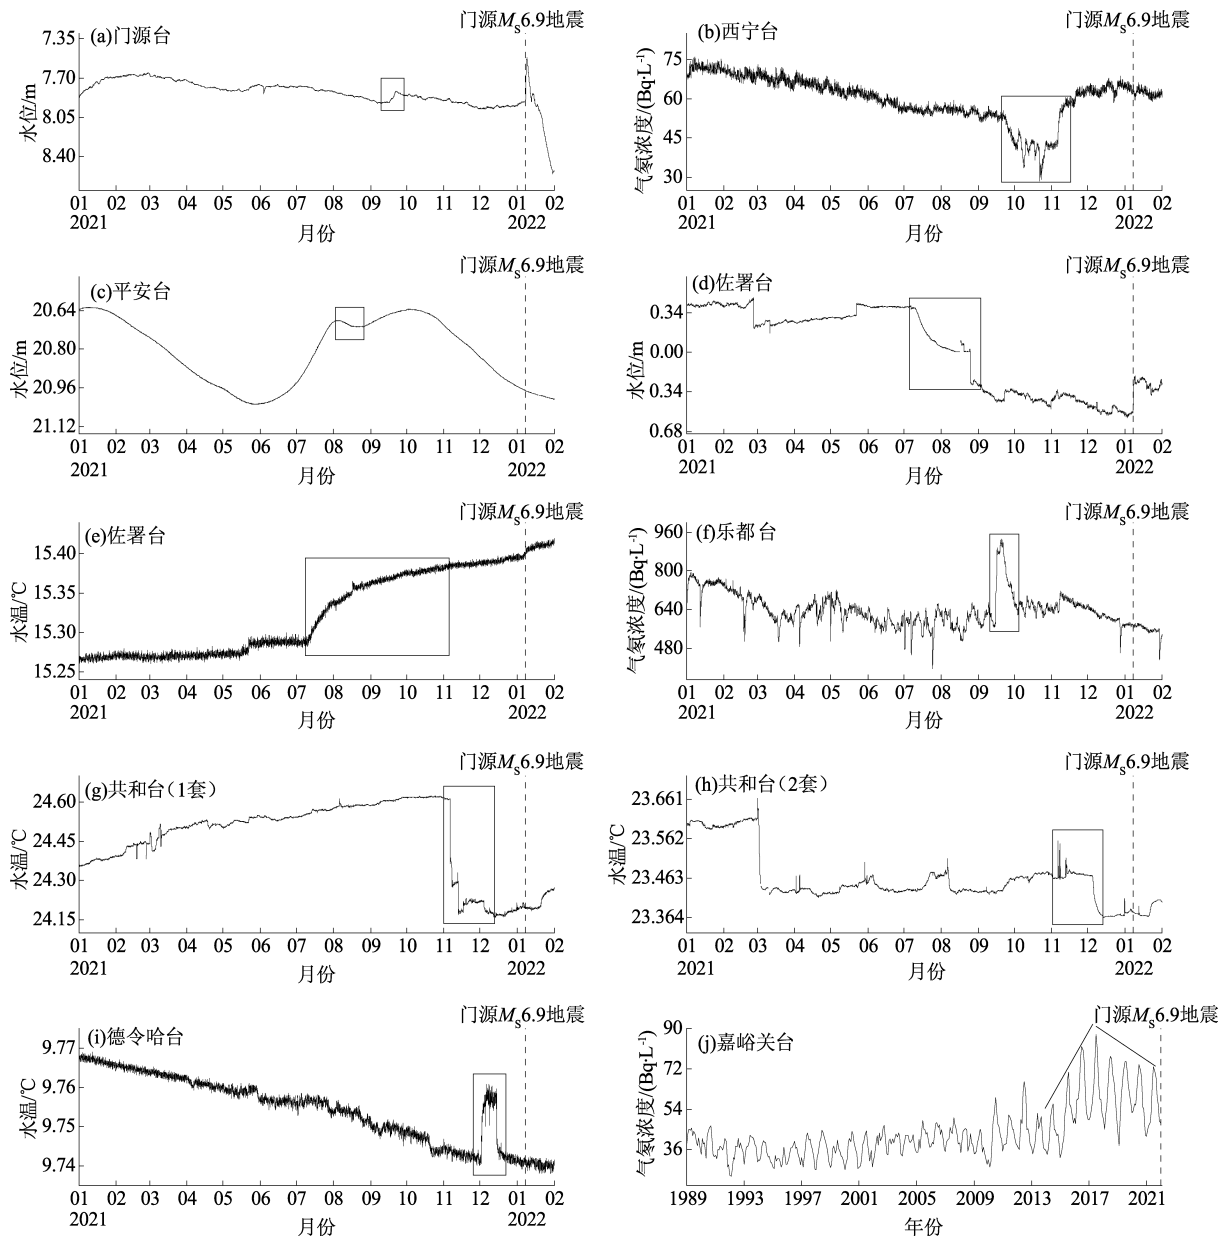 门源Ms6.9地震
(a)门源台
7.35
7.70
8.05
8.40
水位/m
01 02 03 04 05 06 07 08 09 10 11 12 01 02
2021 2022
月份
门源Ms6.9地震
(b)西宁台
75
60
45
30
气氡浓度/(Bq·L-1)
01 02 03 04 05 06 07 08 09 10 11 12 01 02
2021 2022
月份
门源Ms6.9地震
(c)平安台
20.64
20.80
20.96
21.12
水位/m
01 02 03 04 05 06 07 08 09 10 11 12 01 02
2021 2022
月份
门源Ms6.9地震
(d)佐署台
0.34
0.00
0.34
0.68
水位/m
01 02 03 04 05 06 07 08 09 10 11 12 01 02
2021 2022
月份
门源Ms6.9地震
(e)佐署台
15.40
15.35
15.30
15.25
水温/℃
01 02 03 04 05 06 07 08 09 10 11 12 01 02
2021 2022
月份
门源Ms6.9地震
(f)乐都台
960
800
640
480
气氡浓度/(Bq·L-1)
01 02 03 04 05 06 07 08 09 10 11 12 01 02
2021 2022
月份
门源Ms6.9地震
(g)共和台(1套)
24.60
24.45
24.30
24.15
水温/℃
01 02 03 04 05 06 07 08 09 10 11 12 01 02
2021 2022
月份
门源Ms6.9地震
(h)共和台(2套)
23.661
23.562
23.463
23.364
水温/℃
01 02 03 04 05 06 07 08 09 10 11 12 01 02
2021 2022
月份
门源Ms6.9地震
(i)德令哈台
9.77
9.76
9.75
9.74
水温/℃
01 02 03 04 05 06 07 08 09 10 11 12 01 02
2021 2022
月份
门源Ms6.9地震
(j)嘉峪关台
90
72
54
36
气氡浓度/(Bq·L-1)
1989 1993 1997 2001 2005 2009 2013 2017 2021
年份